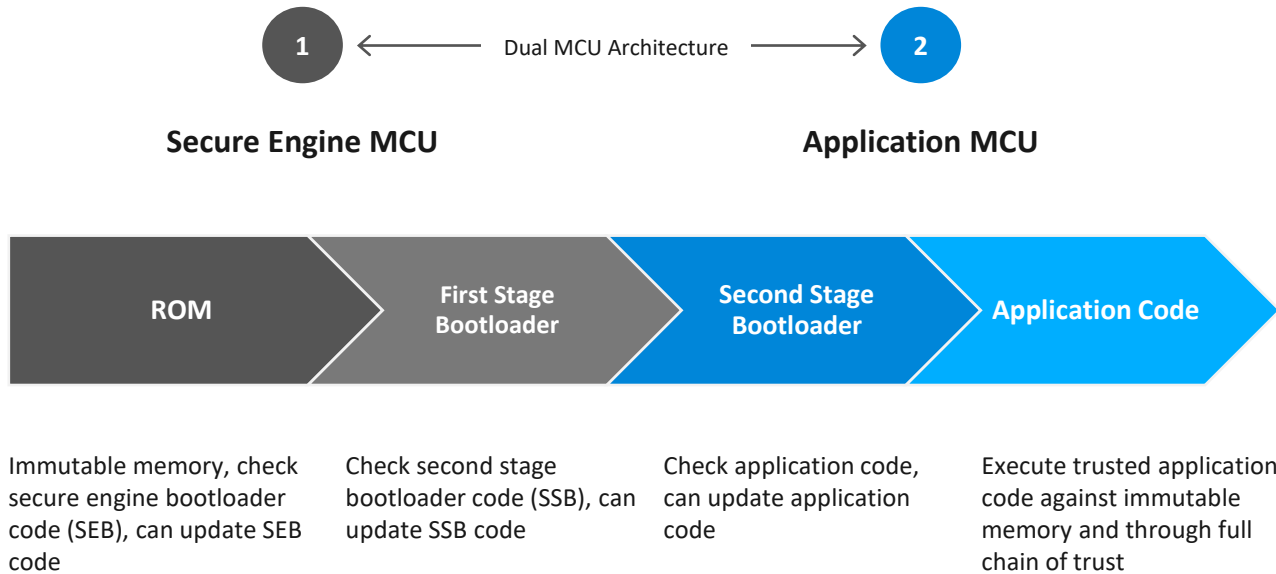 1
Dual MCU Architecture
2
Secure Engine MCU
Application MCU
ROM
First Stage
Bootloader
Second Stage
Bootloader
Application Code
Immutable memory, check
secure engine bootloader
code (SEB), can update SEB
code
Check second stage
bootloader code (SSB), can
update SSB code
Check application code,
can update application
code
Execute trusted application
code against immutable
memory and through full
chain of trust